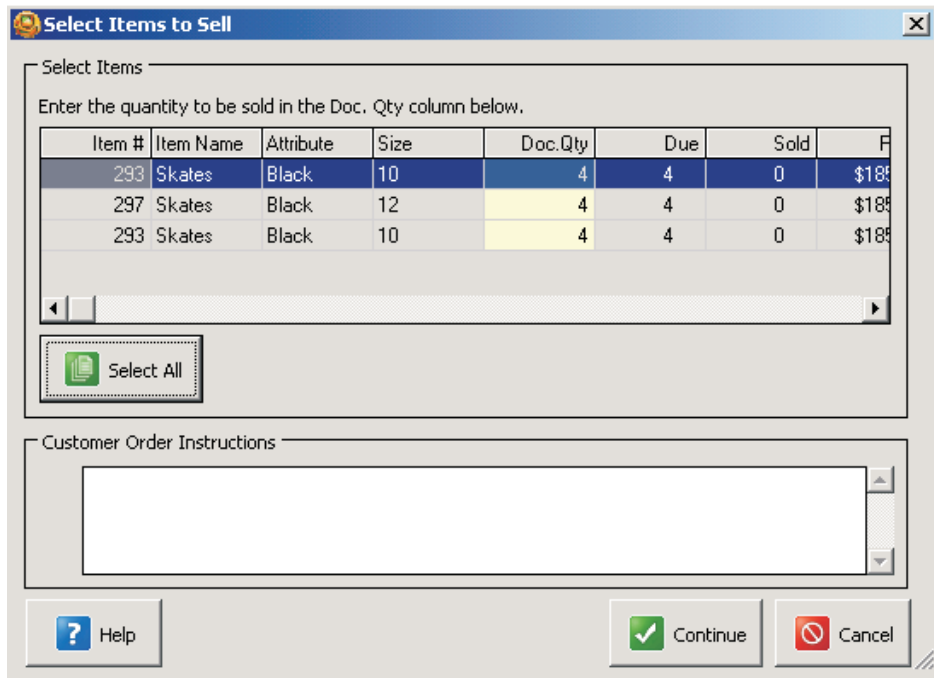 Select Items to Sell
Select Items
Enter the quantity to be sold in the Doc. Qty column below.
Item # Item Name Attribute Size Doc.Qty Due Sold
293 Skates Black 10 4 4 0
297 Skates Black 12 4 4 0
293 Skates Black 10 4 4 0
Select All
Customer Order Instructions
? Help Continue Cancel